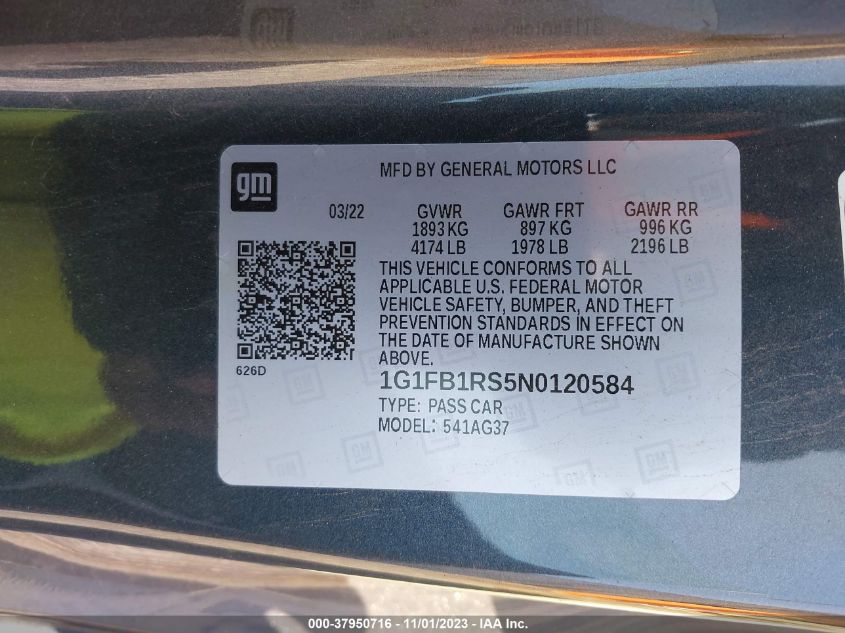 gm
MFD BY GENERAL MOTORS LLC
03/22 GVWR GAWR FRT GAWR RR
1893 KG 897 KG 996 KG
4174 LB 1978 LB 2196 LB
THIS VEHICLE CONFORMS TO ALL
APPLICABLE U.S. FEDERAL MOTOR
VEHICLE SAFETY, BUMPER, AND THEFT
PREVENTION STANDARDS IN EFFECT ON
THE DATE OF MANUFACTURE SHOWN
ABOVE.
626D
1G1FB1RS5N0120584
TYPE: PASS CAR
MODEL: 541AG37
000-37950716 - 11/01/2023 - IAA Inc.